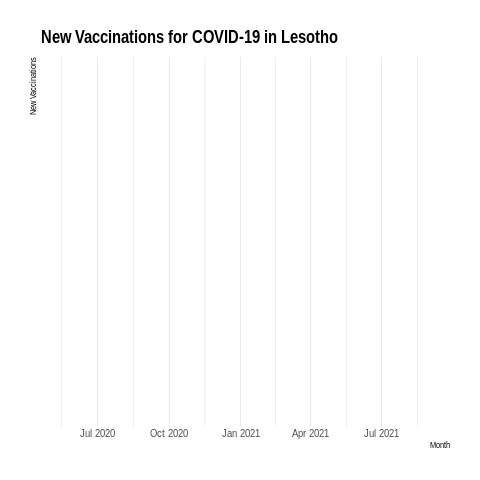 New Vaccinations for COVID-19 in Lesotho
New Vaccinations
Jul 2020 Oct 2020 Jan 2021 Apr 2021 Jul 2021
Month